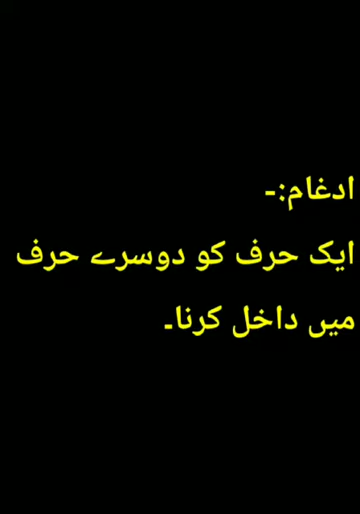 ادغام:-
ایک حرف کو دوسرے حرف
میں داخل کرنا۔